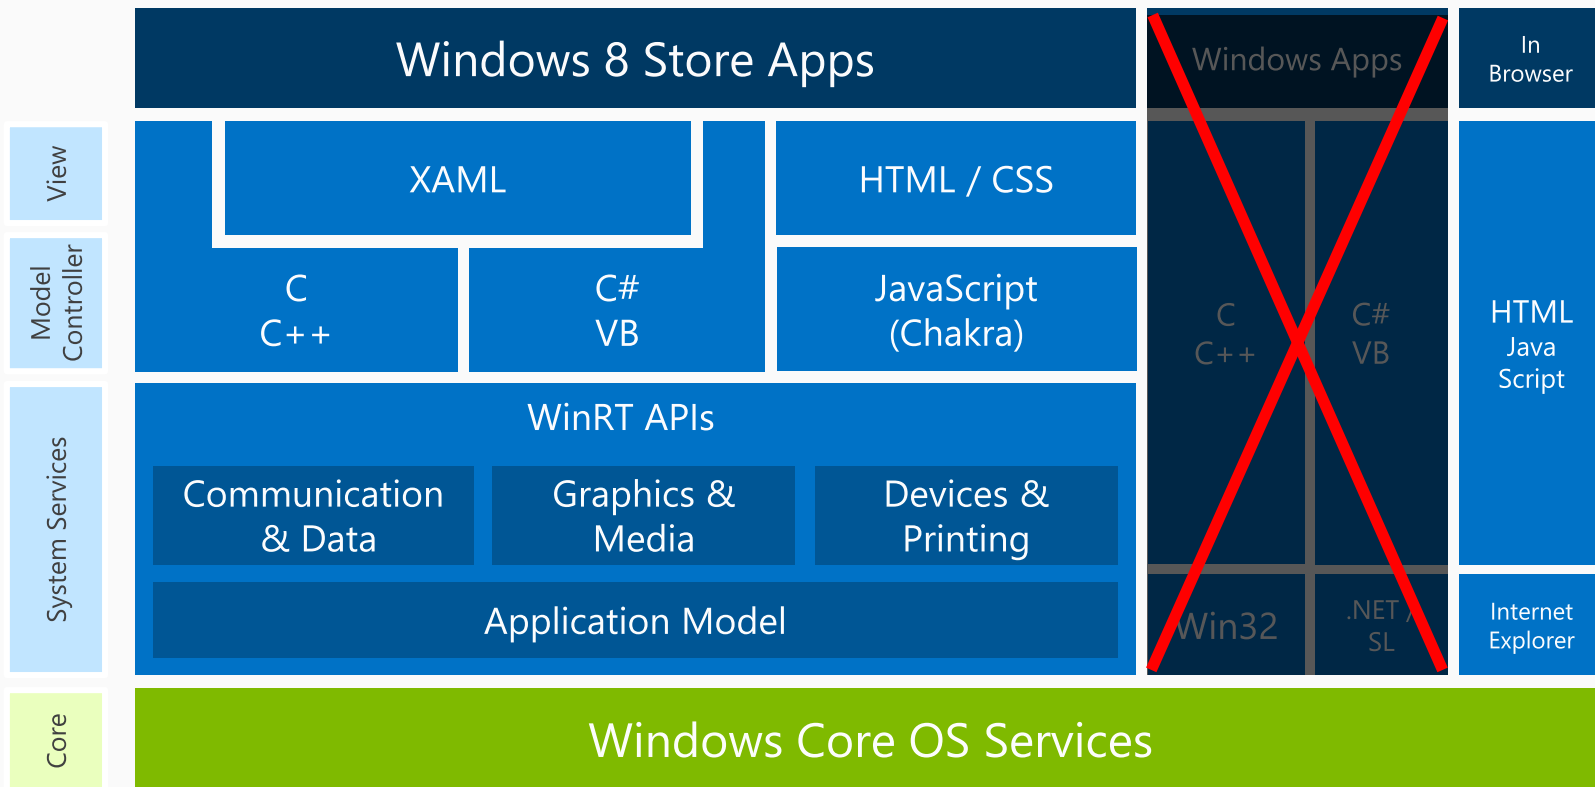 Windows 8 Store Apps
Windows Apps
In
Browser
View
XAML
HTML / CSS
Model
Controller
C
C++
C#
VB
JavaScript
(Chakra)
C
C++
C#
VB
HTML
Java
Script
System Services
WinRT APIs
Communication
& Data
Graphics &
Media
Devices &
Printing
Application Model
Win32
.NET /
SL
Internet
Explorer
Core
Windows Core OS Services